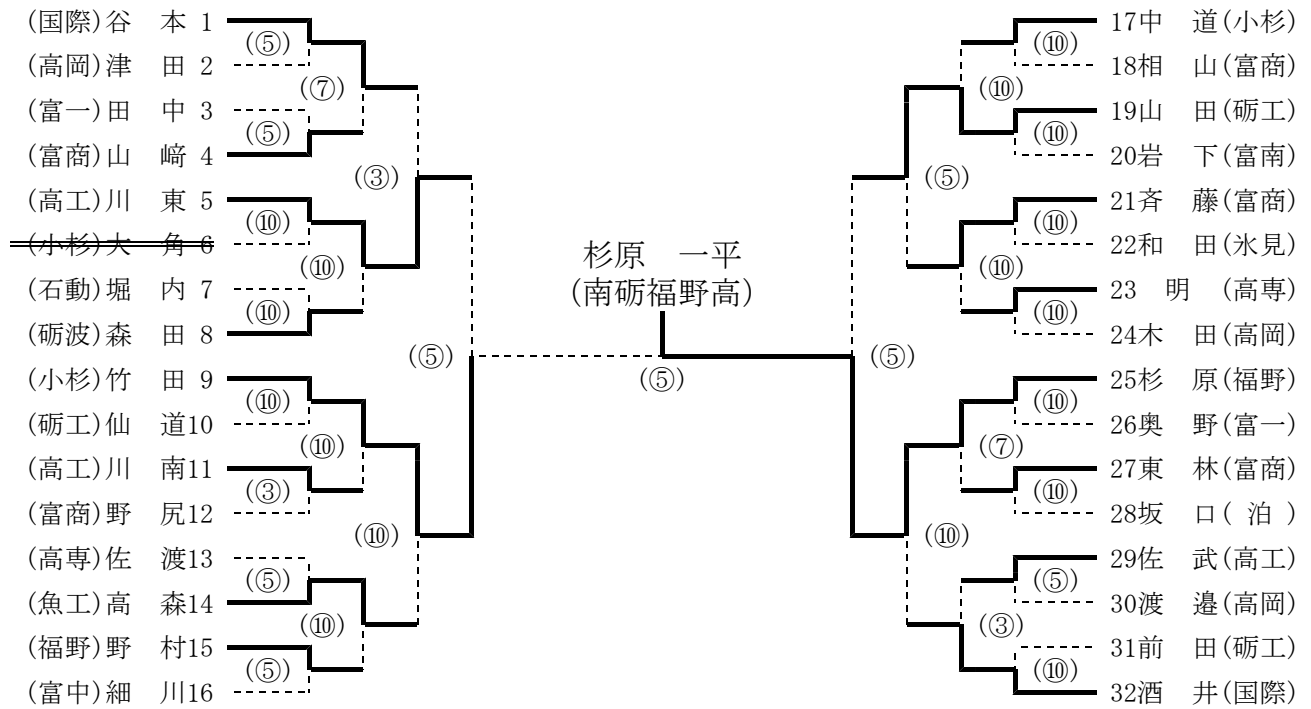 (国際)谷　本 1
(⑤)
(高岡)津　田 2
(⑦)
(富一)田　中 3
(⑤)
(富商)山　﨑 4
(③)
(高工)川　東 5
(⑩)
(小杉)大　角 6
(⑩)
(石動)堀　内 7
(⑩)
(砺波)森　田 8
(⑤)
(小杉)竹　田 9
(⑩)
(砺工)仙　道10
(⑩)
(高工)川　南11
(③)
(富商)野　尻12
(⑩)
(高専)佐　渡13
(⑤)
(魚工)高　森14
(⑩)
(福野)野　村15
(⑤)
(富中)細　川16
杉原　一平
(南砺福野高)
(⑤)
17中　道(小杉)
(⑩)
18相　山(富商)
(⑩)
19山　田(砺工)
(⑩)
20岩　下(富南)
(⑤)
21斉　藤(富商)
(⑩)
22和　田(氷見)
(⑩)
23　明　(高専)
(⑩)
24木　田(高岡)
(⑤)
25杉　原(福野)
(⑩)
26奥　野(富一)
(⑦)
27東　林(富商)
(⑩)
28坂　口( 泊 )
(⑩)
29佐　武(高工)
(⑤)
30渡　邉(高岡)
(③)
31前　田(砺工)
(⑩)
32酒　井(国際)